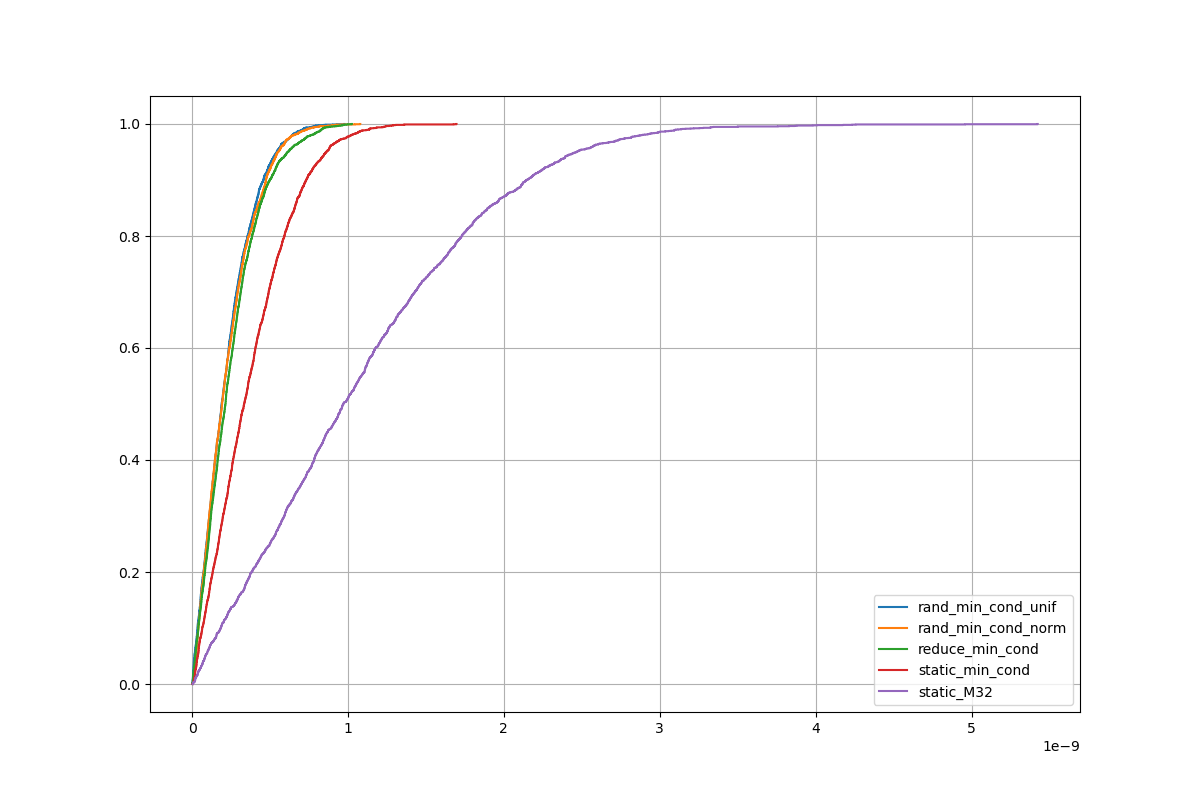 1.0
0.8
0.6
0.4
0.2
0.0
0 1 2 3 4 5
1e−9
rand_min_cond_unif
rand_min_cond_norm
reduce_min_cond
static_min_cond
static_M32